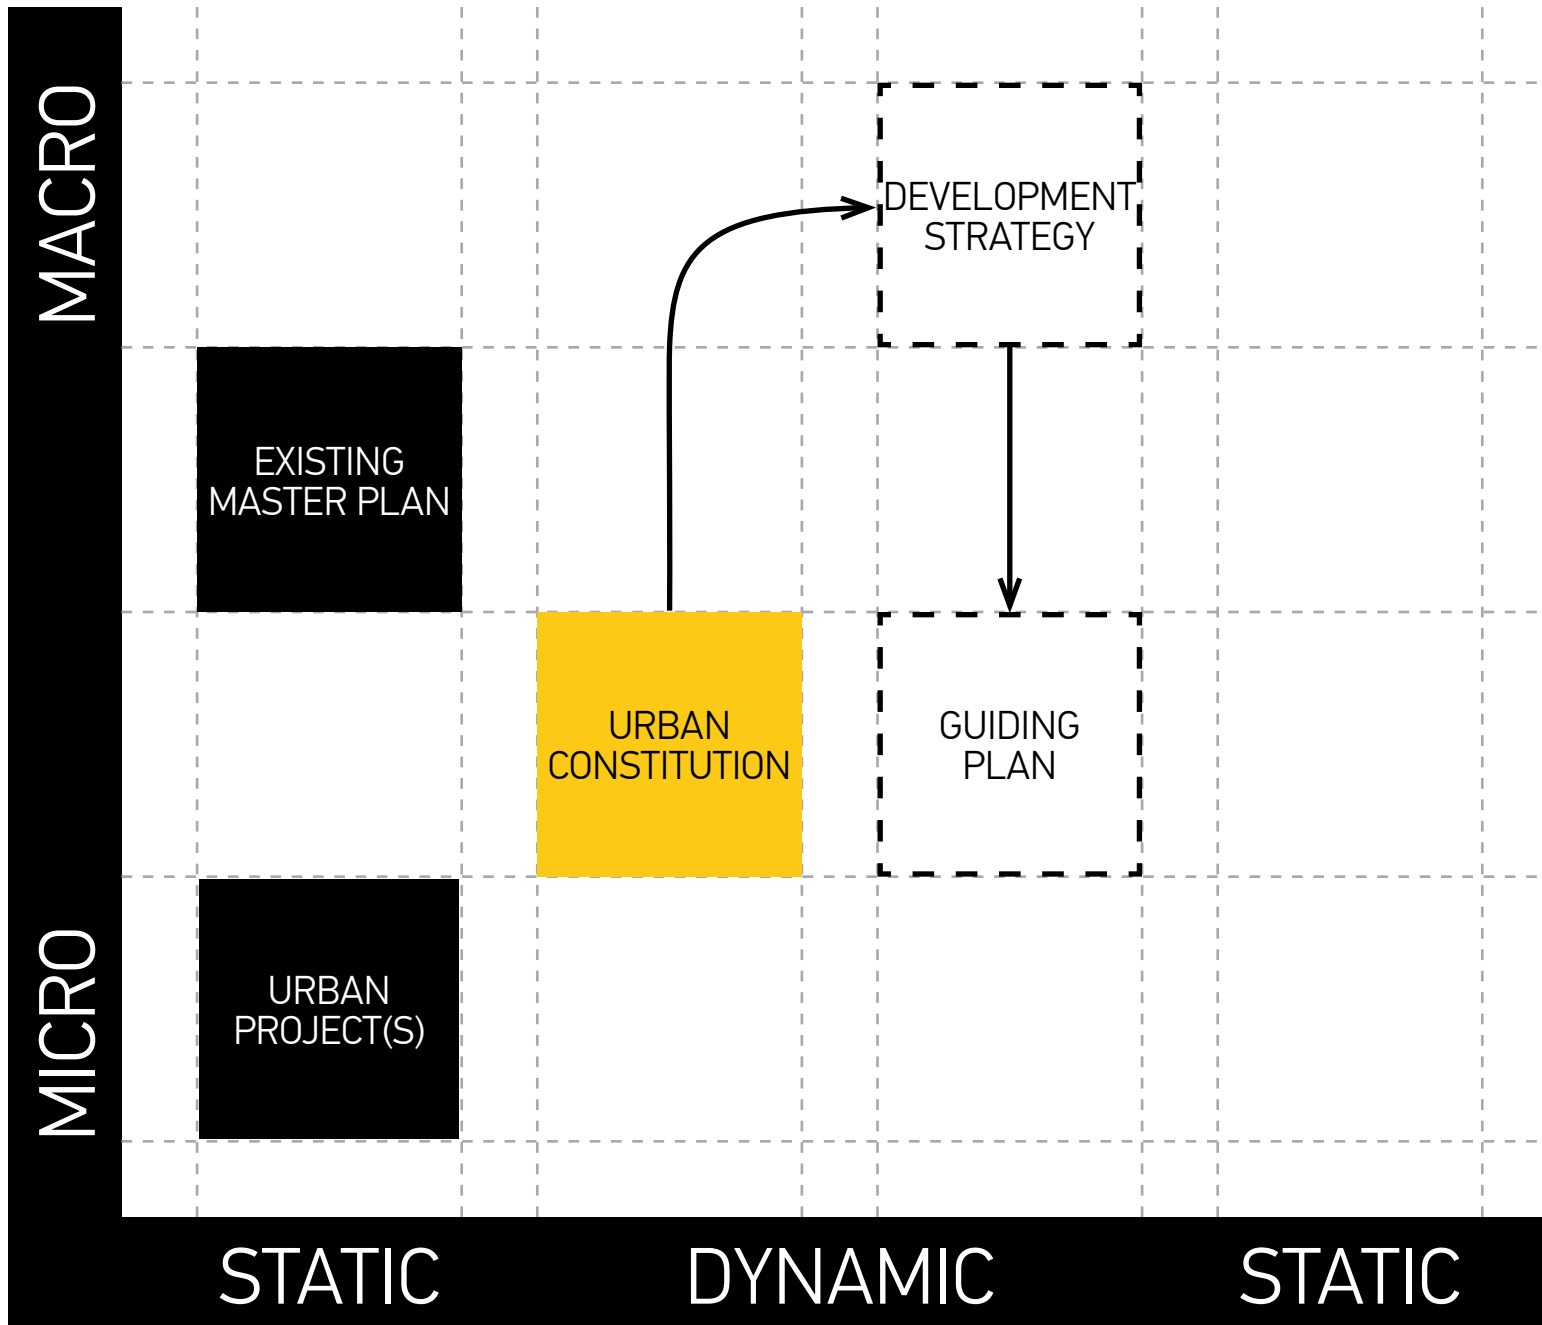 MACRO
DEVELOPMENT
STRATEGY
EXISTING
MASTER PLAN
URBAN
CONSTITUTION
GUIDING
PLAN
MICRO
URBAN
PROJECT(S)
STATIC
DYNAMIC
STATIC